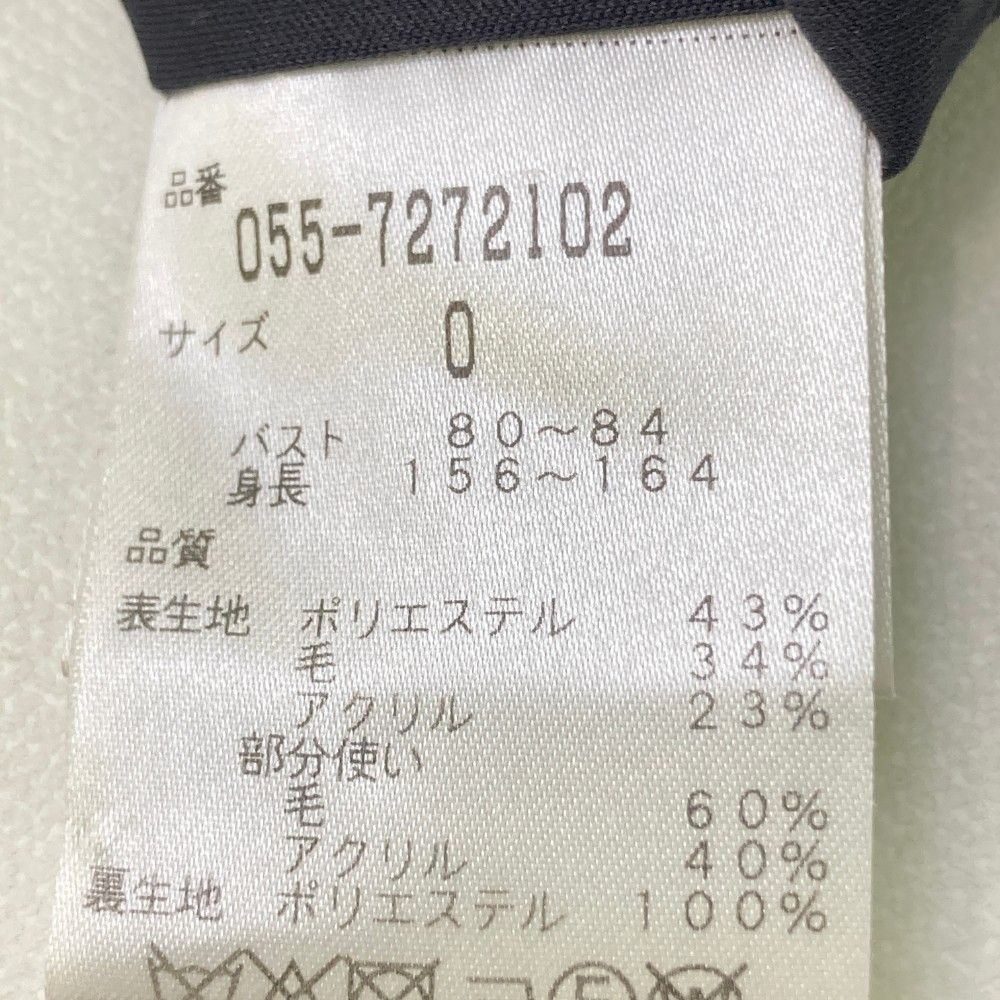 品番 055-7272102
サイズ 0
バスト 80～84
身長 156～164
品質
表生地 ポリエステル 43%
毛 34%
アクリル 23%
部分使い
毛 60%
アクリル 40%
裏生地 ポリエステル 100%